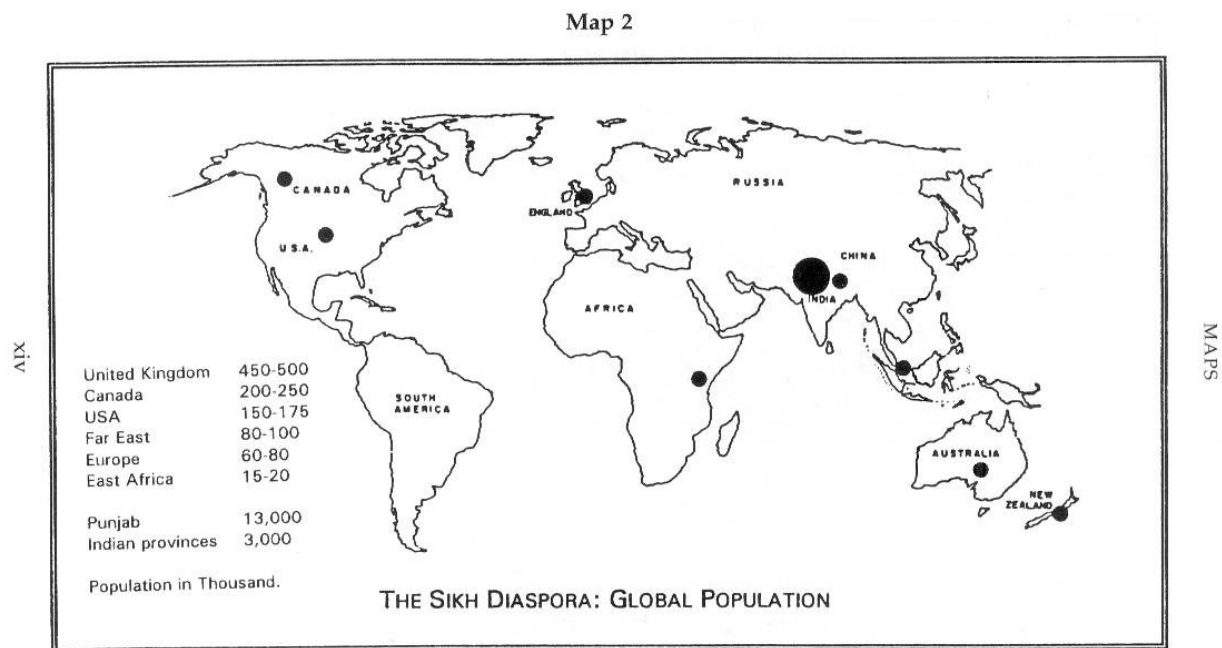 Map 2
xiv
MAPS
CANADA
U.S.A.
ENGLAND
RUSSIA
CHINA
INDIA
AFRICA
SOUTH
AMERICA
AUSTRALIA
NEW
ZEALAND
United Kingdom 450-500
Canada 200-250
USA 150-175
Far East 80-100
Europe 60-80
East Africa 15-20
Punjab 13,000
Indian provinces 3,000
Population in Thousand.
THE SIKH DIASPORA: GLOBAL POPULATION